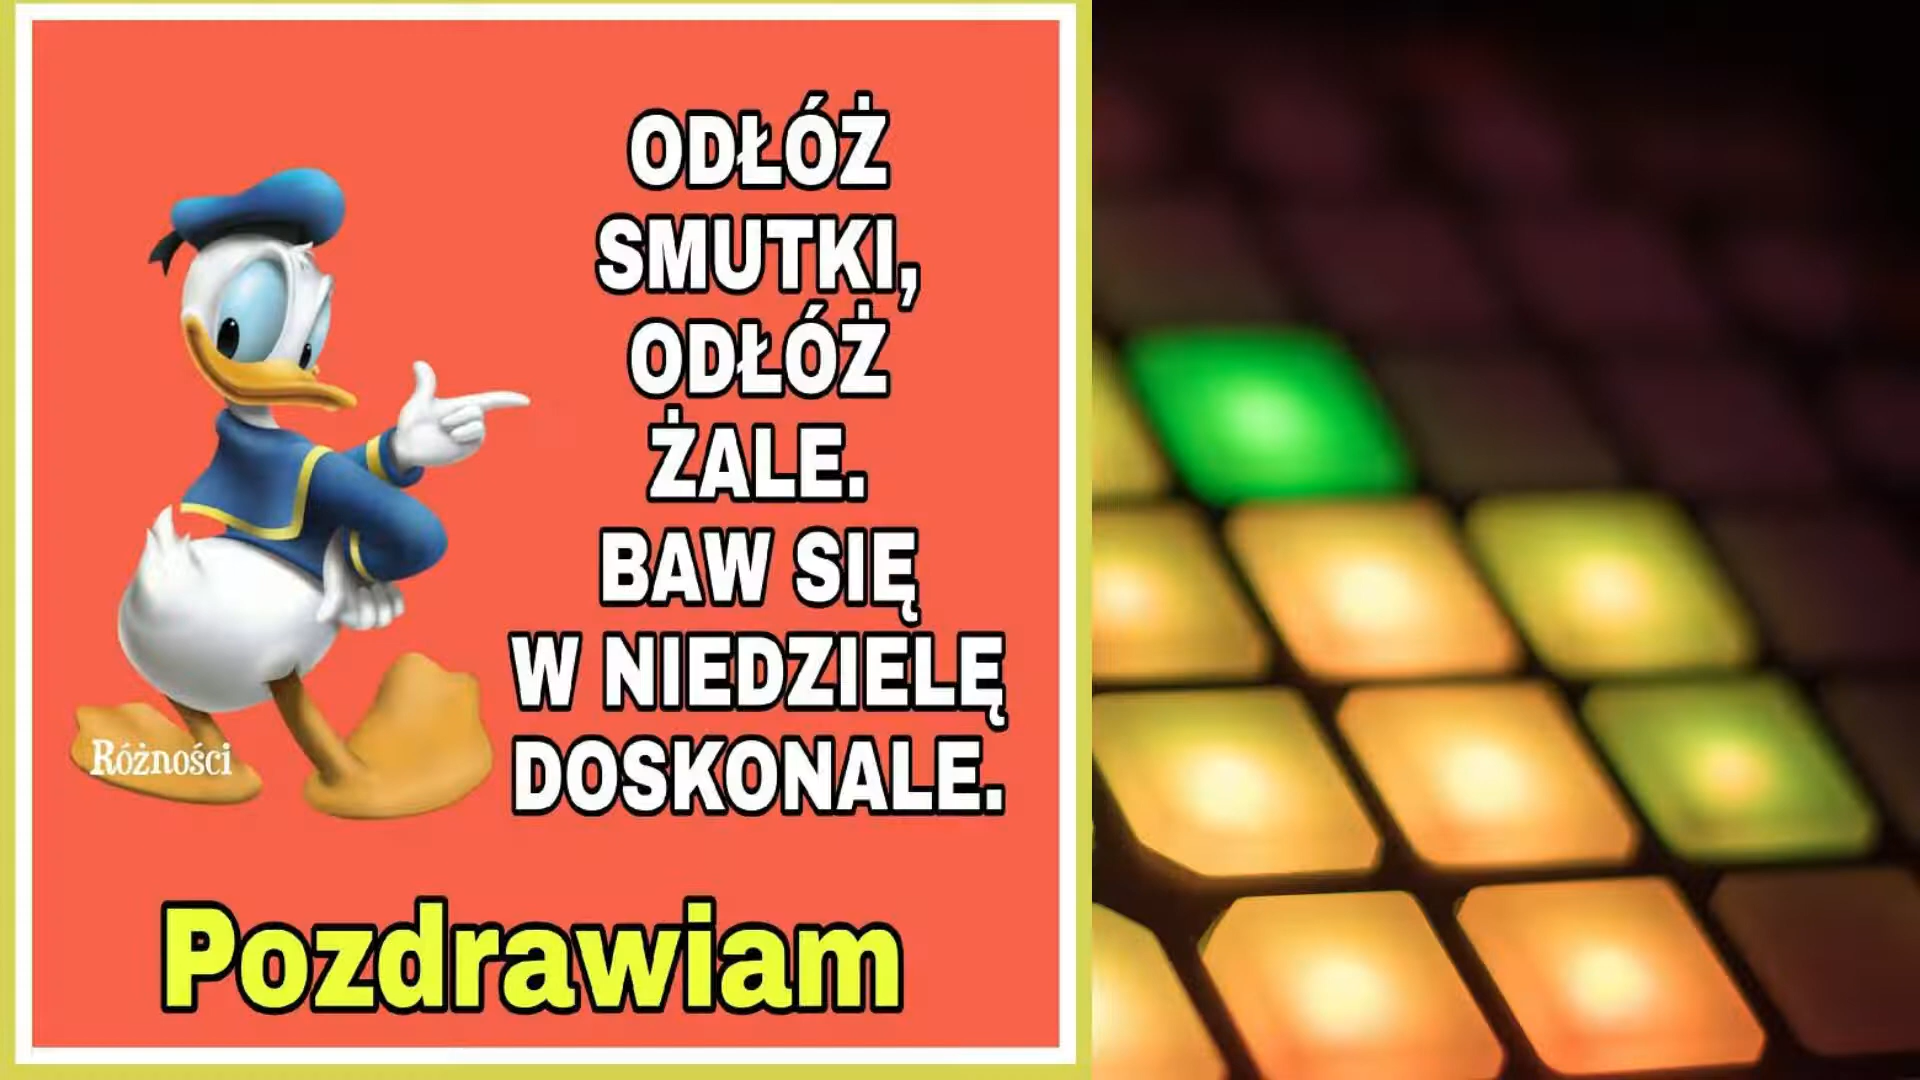 ODŁÓŻ
SMUTKI,
ODŁÓŻ
ŻALE.
BAW SIĘ
W NIEDZIELĘ
DOSKONALE.
Różności
Pozdrawiam